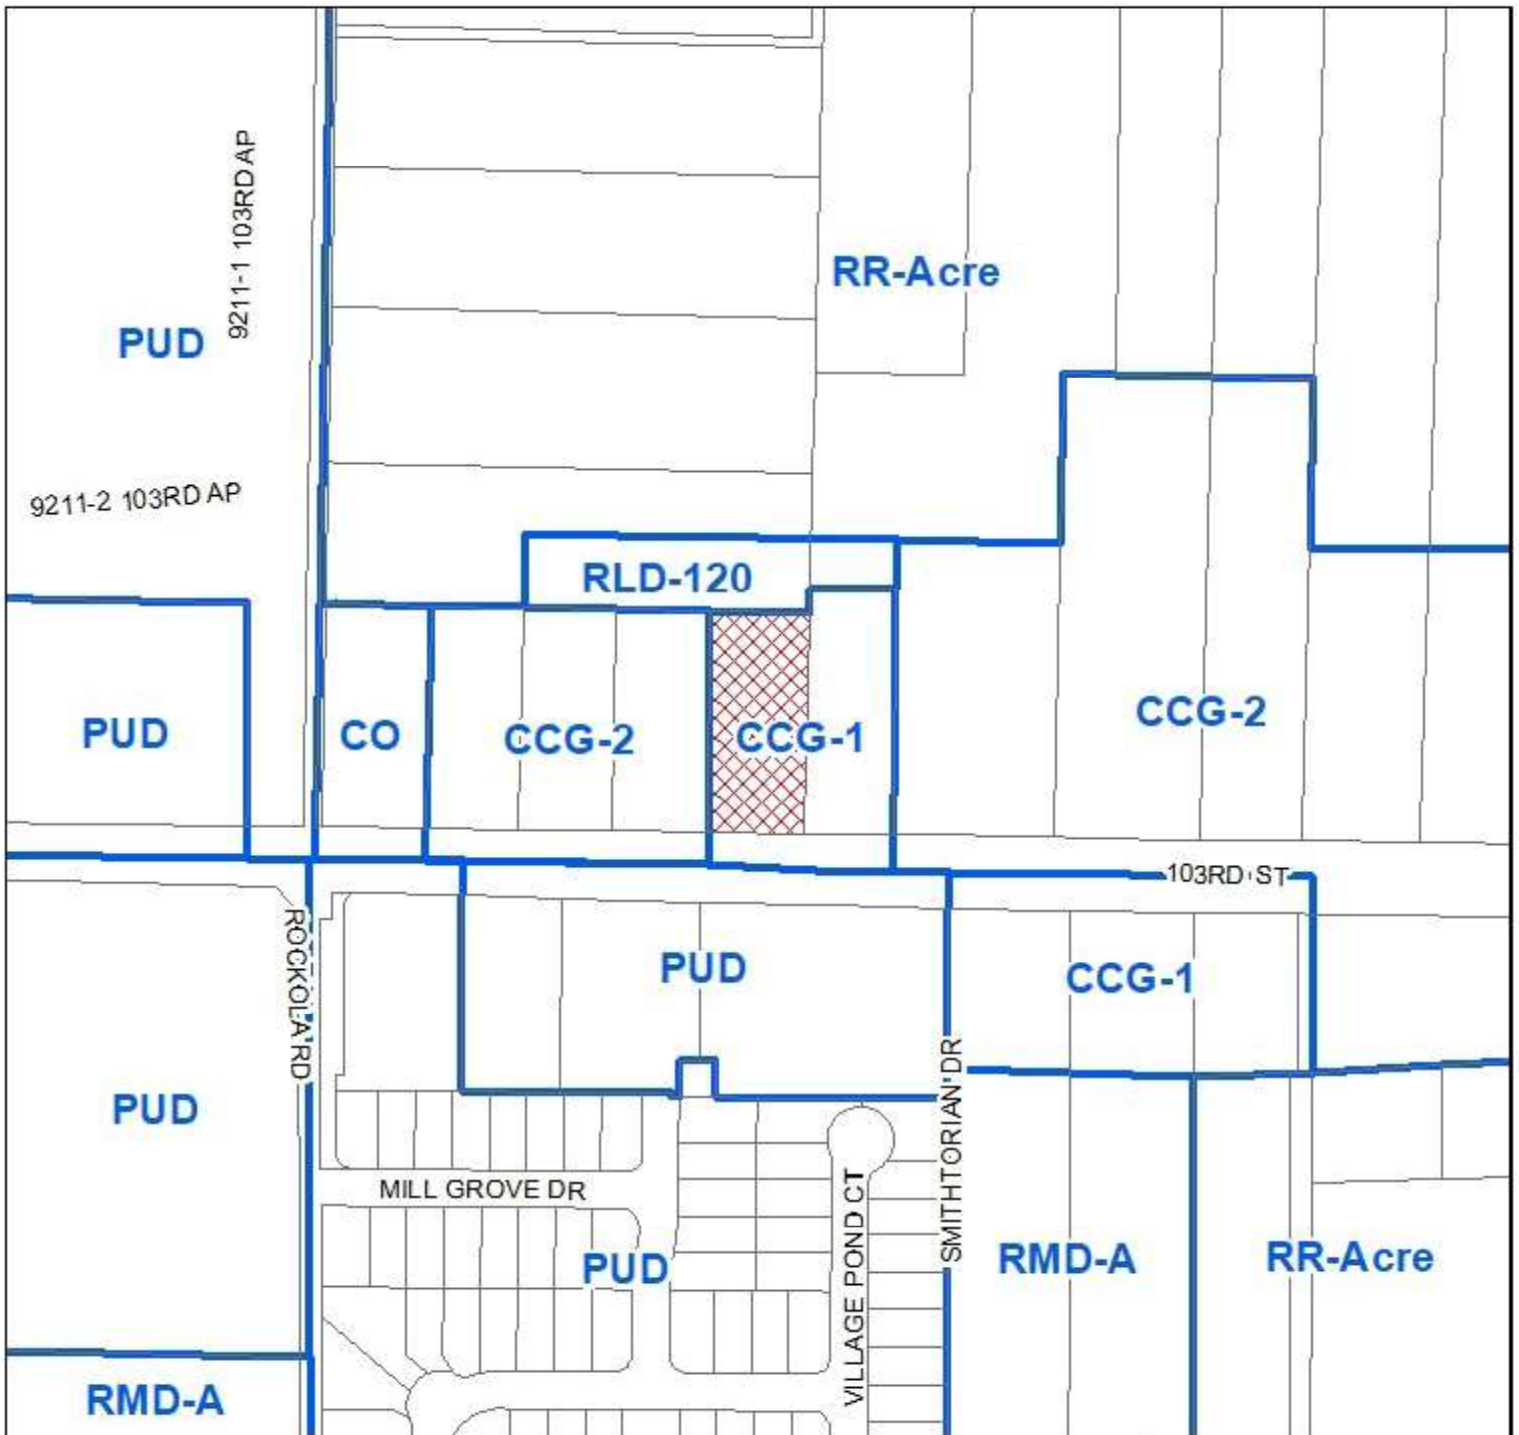 9211-1 103RD AP
RR-Acre
PUD
9211-2 103RD AP
RLD-120
PUD
CO
CCG-2
CCG-1
CCG-2
103RD ST
ROCKOLA RD
PUD
CCG-1
PUD
SMITHTORIAN DR
MILL GROVE DR
VILLAGE POND CT
PUD
RMD-A
RR-Acre
RMD-A